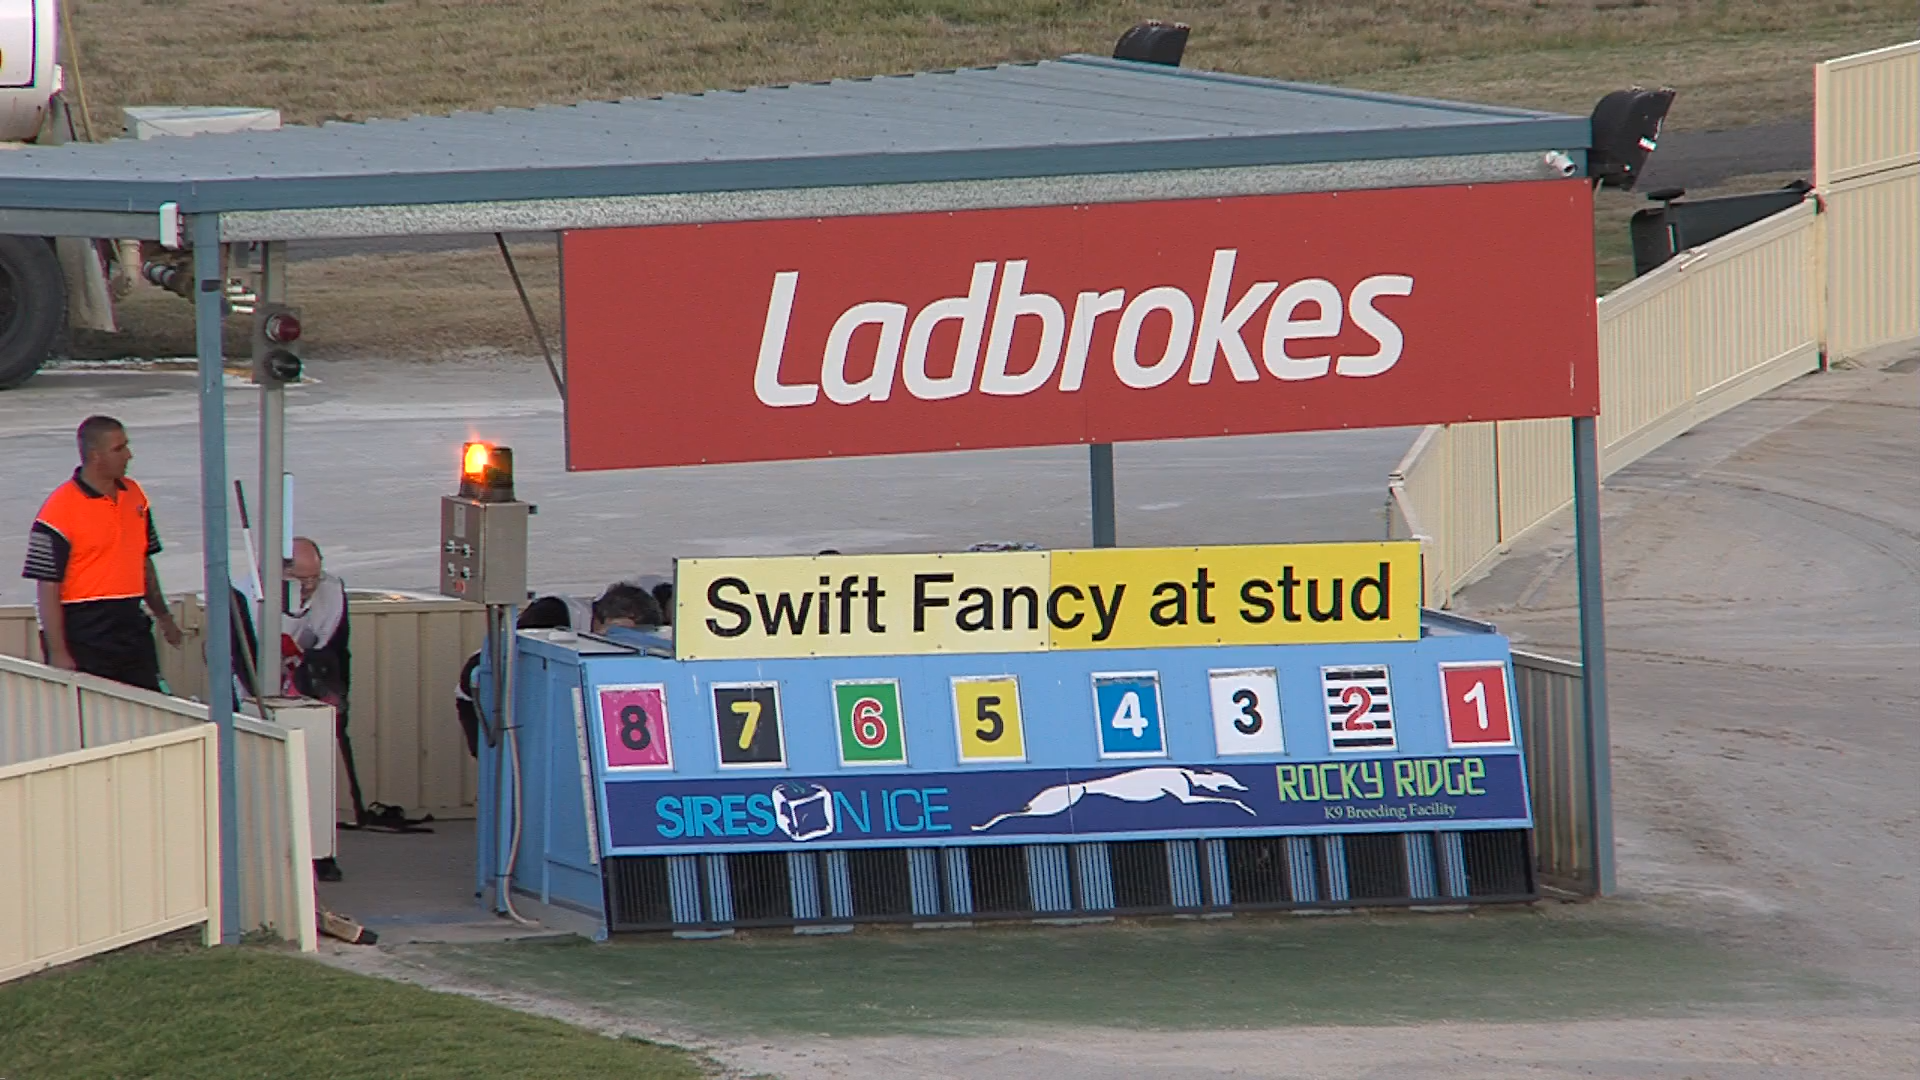 Ladbrokes
Swift Fancy at stud
8 7 6 5 4 3 2 1
SIRES ON ICE
ROCKY RIDGE
K9 Breeding Facility